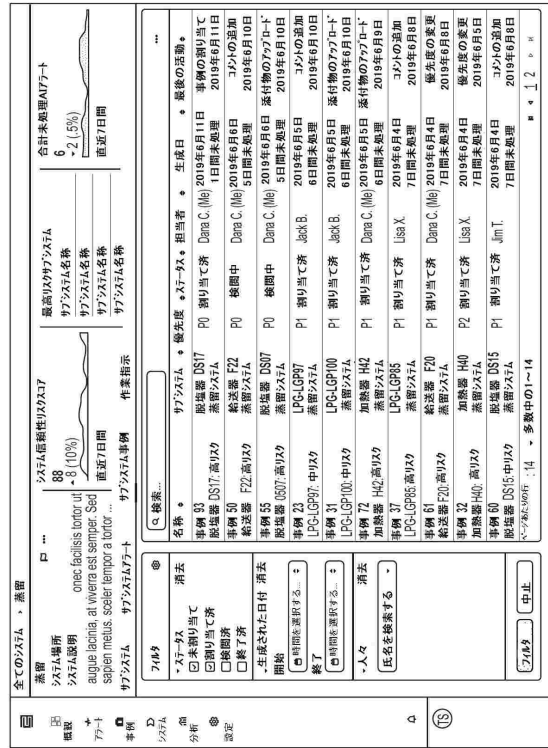 全てのシステム > 蒸留
概観
アラート
事例
システム
分析
設定
TS
蒸留
システム場所
システム説明
onec facilisis tortor ut
augue lacinia, at viverra est semper. Sed
sapien metus. sceler tempor a tortor ...
システム信頼性リスクスコア
88
8 (10%)
直近7日間
最高リスクサブシステム
サブシステム名称
サブシステム名称
サブシステム名称
サブシステム名称
合計未処理AIアラート
6
2 (.5%)
直近7日間
サブシステム サブシステムアラート サブシステム事例 作業指示
フィルタ
ステータス 消去
未割り当て
割り当て済
検閲済
終了済
生成された日付 消去
開始
時間を選択する...
終了
時間を選択する...
人々 消去
氏名を検索する
フィルタ 中止
検索... ...
名称 サブシステム 優先度 ステータス 担当者 生成日 最後の活動
事例 93 脱塩器 DS17 P0 割り当て済 Dana C. (Me) 2019年6月11日 事例の割り当て
脱塩器 DS17: 高リスク 蒸留システム 1日間未処理 2019年6月11日
事例 50 給送器 F22 P0 検閲中 Dana C. (Me) 2019年6月6日 コメントの追加
給送器 F22: 高リスク 蒸留システム 5日間未処理 2019年6月10日
事例 55 脱塩器 DS07 P0 検閲中 Dana C. (Me) 2019年6月6日 添付物のアップロード
脱塩器 0607: 高リスク 蒸留システム 5日間未処理 2019年6月10日
事例 23 LPG-LGP97 P1 割り当て済 Jack B. 2019年6月5日 コメントの追加
LPG-LGP97: 中リスク 蒸留システム 6日間未処理 2019年6月10日
事例 31 LPG-LGP100 P1 割り当て済 Jack B. 2019年6月5日 添付物のアップロード
LPG-LGP100: 中リスク 蒸留システム 6日間未処理 2019年6月10日
事例 72 加熱器 H42 P1 割り当て済 Dana C. (Me) 2019年6月5日 添付物のアップロード
加熱器 H42: 高リスク 蒸留システム 6日間未処理 2019年6月9日
事例 37 LPG-LGP85 P1 割り当て済 Lisa X. 2019年6月4日 コメントの追加
LPG-LGP85: 高リスク 蒸留システム 7日間未処理 2019年6月8日
事例 61 給送器 F20 P1 割り当て済 Dana C. (Me) 2019年6月4日 優先度の変更
給送器 F20: 高リスク 蒸留システム 7日間未処理 2019年6月8日
事例 32 加熱器 H40 P2 割り当て済 Lisa X. 2019年6月4日 優先度の変更
加熱器 H40: 高リスク 蒸留システム 7日間未処理 2019年6月5日
事例 60 脱塩器 DS15 P1 割り当て済 Jim T. 2019年6月4日 コメントの追加
脱塩器 DS15: 中リスク 蒸留システム 7日間未処理 2019年6月8日
ページあたりの行 : 14 多数中の1~14 1 2